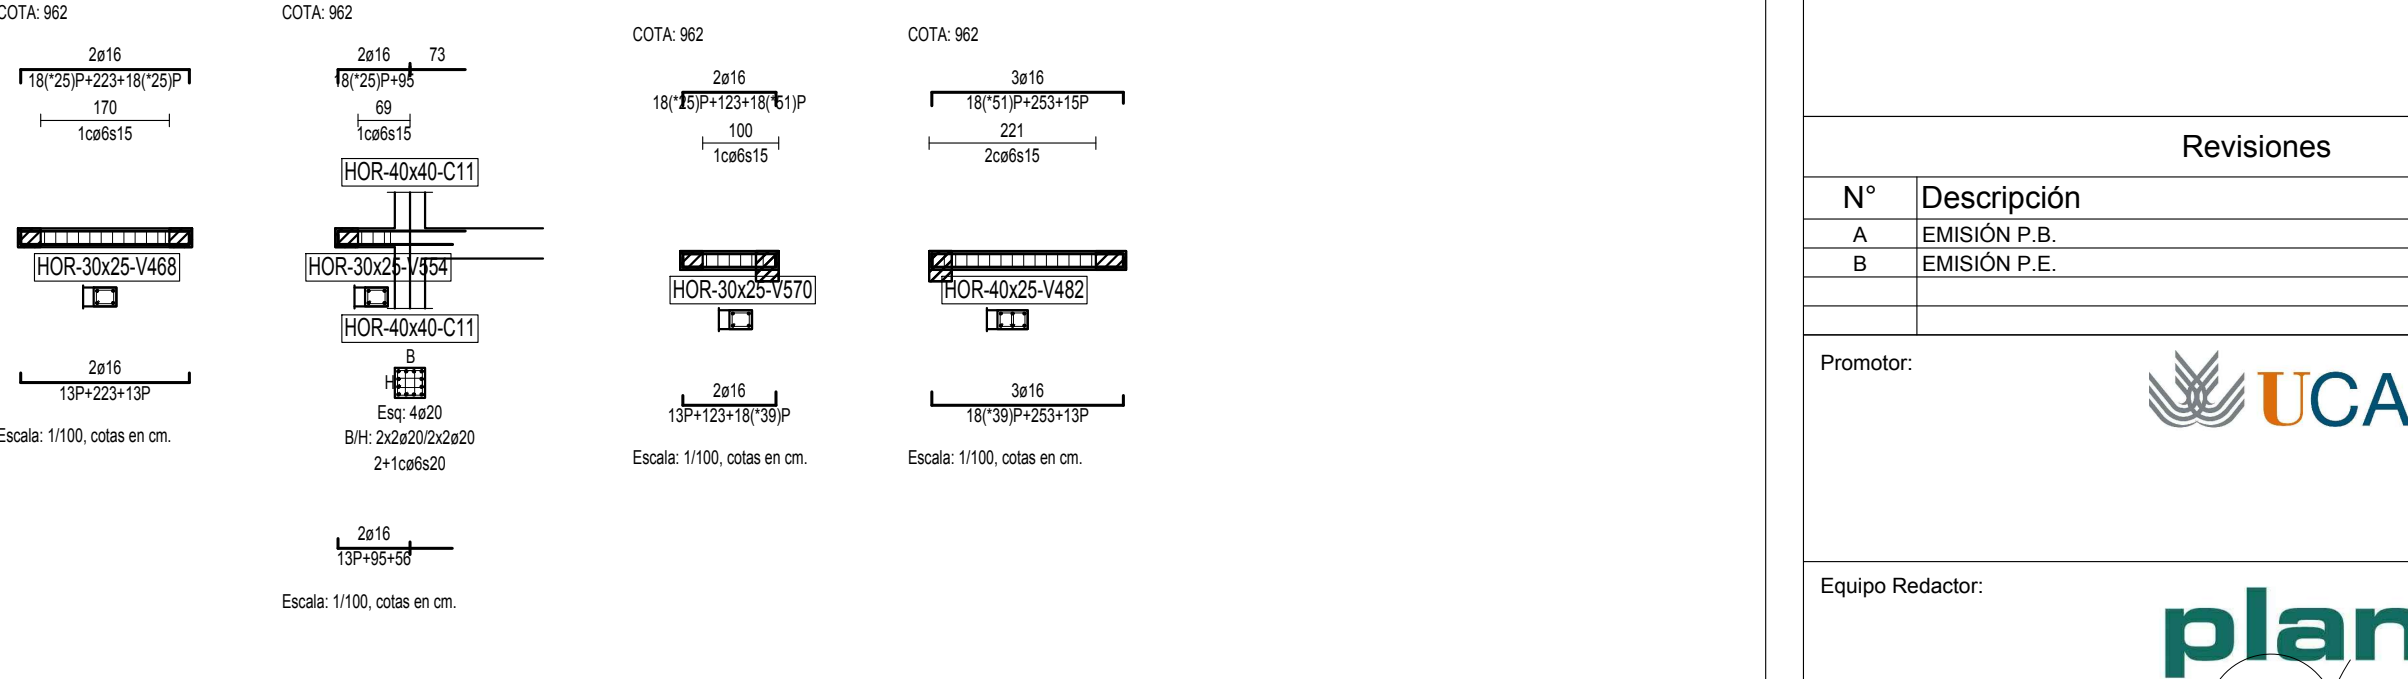 COTA: 962
2ø16
18(*25)P+223+18(*25)P
170
1cø6s15
HOR-30x25-V468
2ø16
13P+223+13P
Escala: 1/100, cotas en cm.
COTA: 962
2ø16 73
18(*25)P+95
69
1cø6s15
HOR-40x40-C11
HOR-30x25-V554
HOR-40x40-C11
B
H
Esq: 4ø20
B/H: 2x2ø20/2x2ø20
2+1cø6s20
2ø16
13P+95+56
Escala: 1/100, cotas en cm.
COTA: 962
2ø16
18(*25)P+123+18(*51)P
100
1cø6s15
HOR-30x25-V570
2ø16
13P+123+18(*39)P
Escala: 1/100, cotas en cm.
COTA: 962
3ø16
18(*51)P+253+15P
221
2cø6s15
HOR-40x25-V482
3ø16
18(*39)P+253+13P
Escala: 1/100, cotas en cm.
Revisiones
N° Descripción
A EMISIÓN P.B.
B EMISIÓN P.E.
Promotor:
UCA
Equipo Redactor:
plan